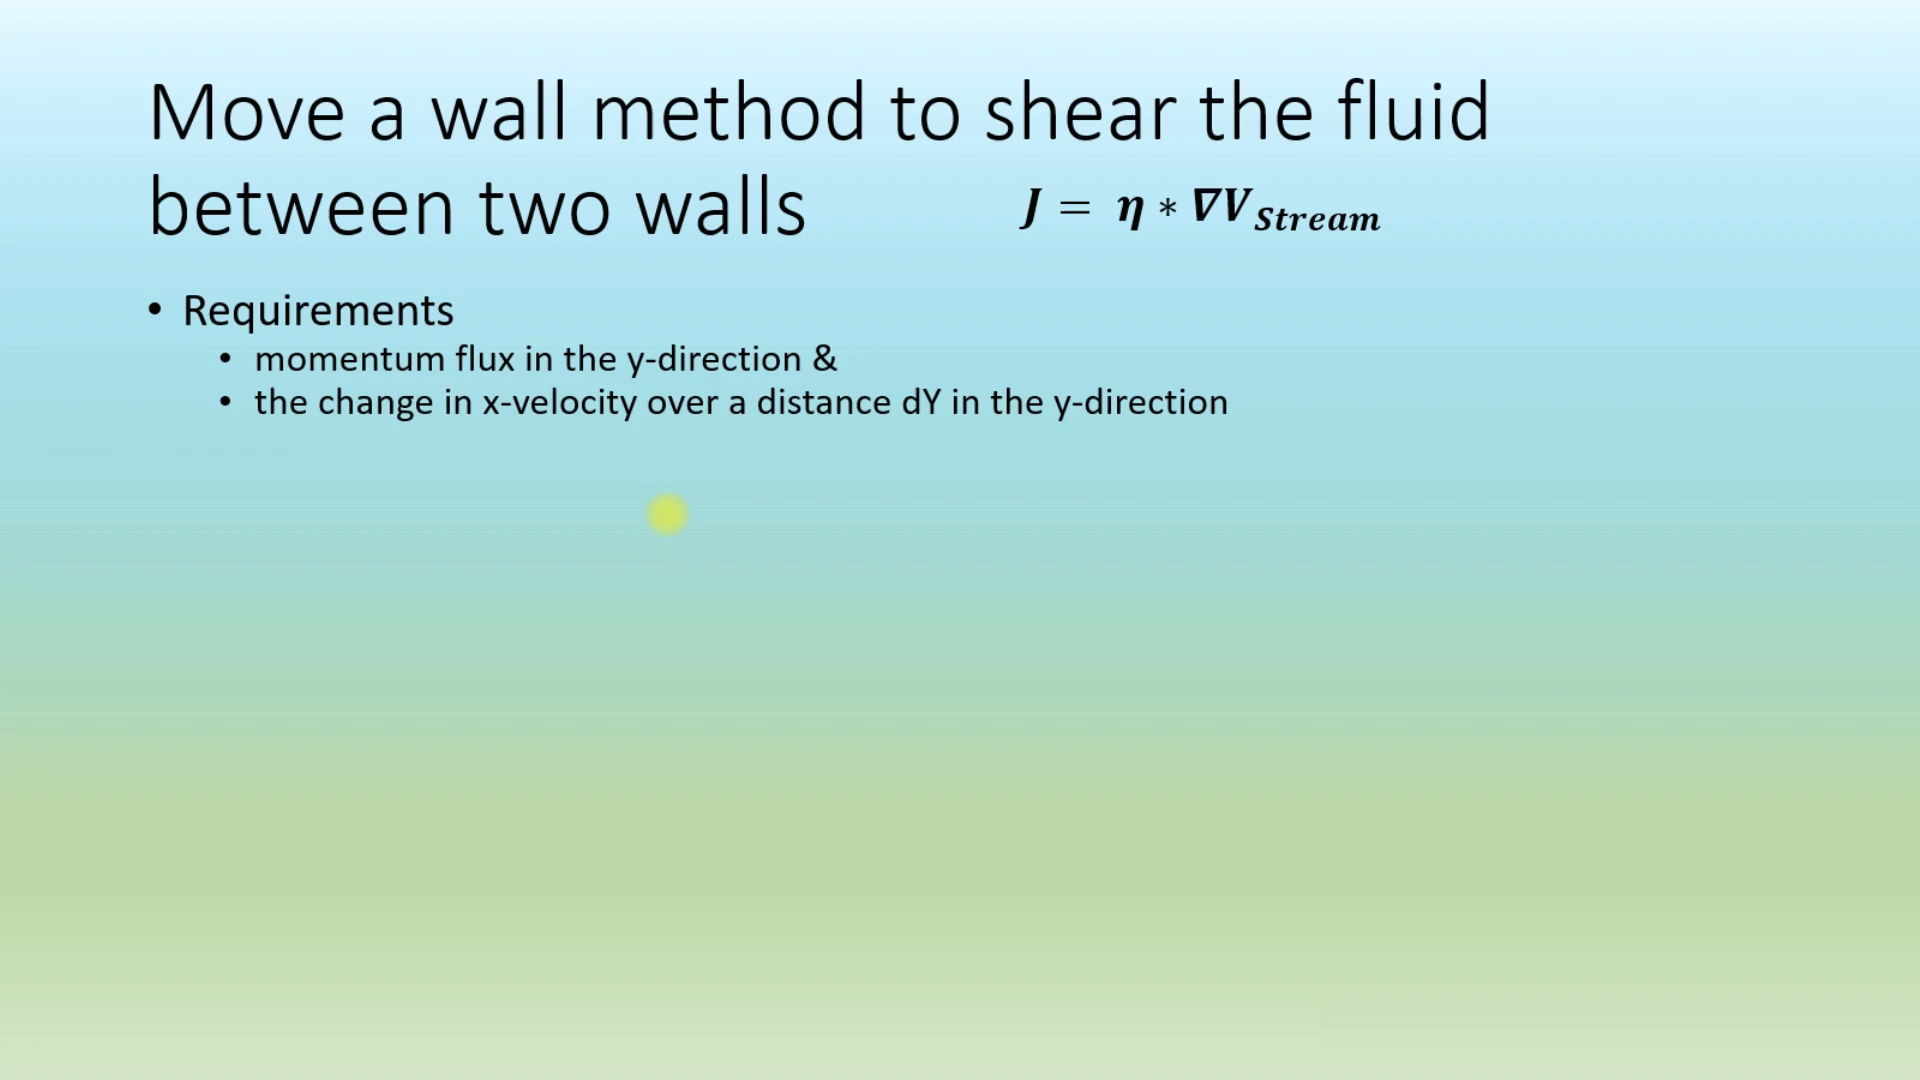 Move a wall method to shear the fluid
between two walls
J = η * ∇V_Stream
• Requirements
• momentum flux in the y-direction &
• the change in x-velocity over a distance dY in the y-direction